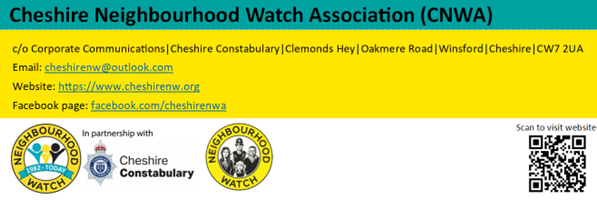 Cheshire Neighbourhood Watch Association (CNWA)
c/o Corporate Communications|Cheshire Constabulary|Clemonds Hey|Oakmere Road|Winsford|Cheshire|CW7 2UA
Email: cheshirenw@outlook.com
Website: https://www.cheshirenw.org
Facebook page: facebook.com/cheshirenwa
NEIGHBOURHOOD
1982 - TODAY
WATCH
In partnership with
Cheshire
Constabulary
NEIGHBOURHOOD
WATCH
Scan to visit website